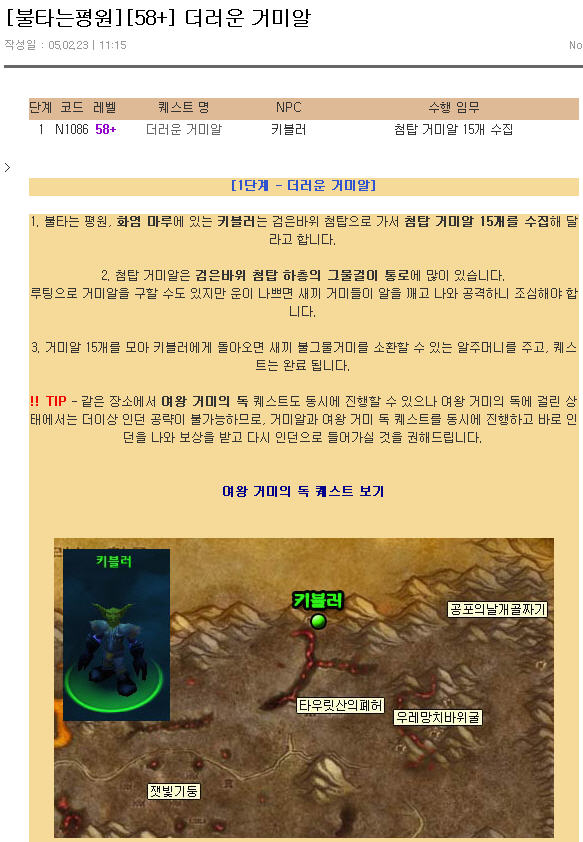 [불타는평원][58+] 더러운 거미알
작성일 : 05.02.23 | 11:15
No
단계 코드 레벨 퀘스트 명 NPC 수행 임무
1 N1086 58+ 더러운 거미알 키블러 첨탑 거미알 15개 수집
>
[1단계 - 더러운 거미알]
1. 불타는 평원, 화염 마루에 있는 키블러는 검은바위 첨탑으로 가서 첨탑 거미알 15개를 수집해 달
라고 합니다.
2. 첨탑 거미알은 검은바위 첨탑 하층의 그물걸이 통로에 많이 있습니다.
루팅으로 거미알을 구할 수도 있지만 운이 나쁘면 새끼 거미들이 알을 깨고 나와 공격하니 조심해야 합
니다.
3. 거미알 15개를 모아 키블러에게 돌아오면 새끼 불그물거미를 소환할 수 있는 알주머니를 주고, 퀘스
트는 완료 됩니다.
!! TIP - 같은 장소에서 여왕 거미의 독 퀘스트도 동시에 진행할 수 있으나 여왕 거미의 독에 걸린 상
태에서는 더이상 인던 공략이 불가능하므로, 거미알과 여왕 거미 독 퀘스트를 동시에 진행하고 바로 인
던을 나와 보상을 받고 다시 인던으로 들어가실 것을 권해드립니다.
여왕 거미의 독 퀘스트 보기
키블러
키블러
공포의날개골짜기
타우릿산의폐허
우레망치바위굴
잿빛기둥